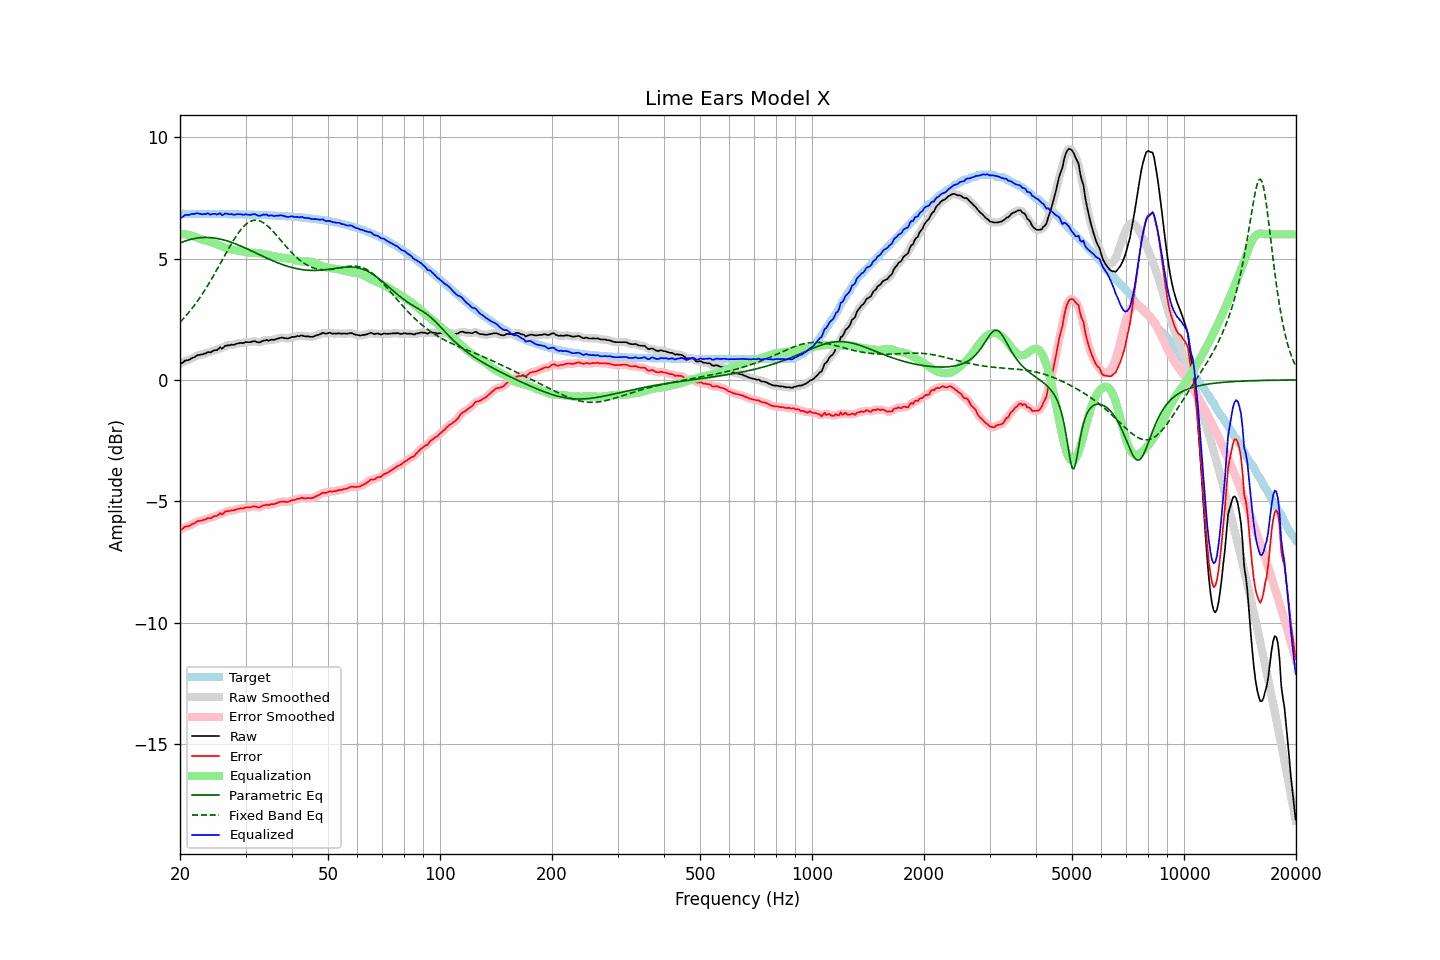 Lime Ears Model X
Amplitude (dBr)
10
5
0
−5
−10
−15
Target
Raw Smoothed
Error Smoothed
Raw
Error
Equalization
Parametric Eq
Fixed Band Eq
Equalized
20 50 100 200 500 1000 2000 5000 10000 20000
Frequency (Hz)